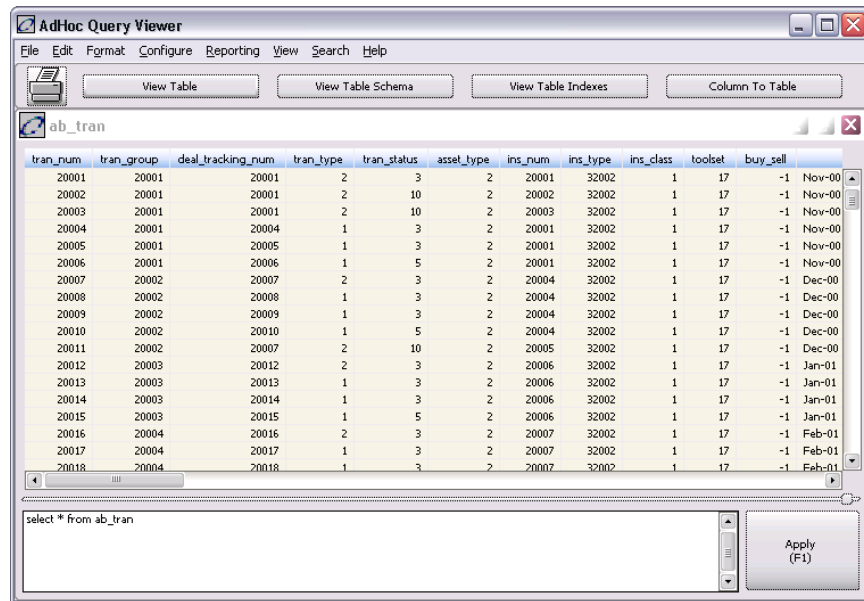 AdHoc Query Viewer
File Edit Format Configure Reporting View Search Help
View Table View Table Schema View Table Indexes Column To Table
ab_tran
tran_num tran_group deal_tracking_num tran_type tran_status asset_type ins_num ins_type ins_class toolset buy_sell
20001 20001 20001 2 3 2 20001 32002 1 17 -1 Nov-00
20002 20001 20001 2 10 2 20002 32002 1 17 -1 Nov-00
20003 20001 20001 2 10 2 20003 32002 1 17 -1 Nov-00
20004 20001 20004 1 3 2 20001 32002 1 17 -1 Nov-00
20005 20001 20005 1 3 2 20001 32002 1 17 -1 Nov-00
20006 20001 20006 1 5 2 20001 32002 1 17 -1 Nov-00
20007 20002 20007 2 3 2 20004 32002 1 17 -1 Dec-00
20008 20002 20008 1 3 2 20004 32002 1 17 -1 Dec-00
20009 20002 20009 1 3 2 20004 32002 1 17 -1 Dec-00
20010 20002 20010 1 5 2 20004 32002 1 17 -1 Dec-00
20011 20002 20007 2 10 2 20005 32002 1 17 -1 Dec-00
20012 20003 20012 2 3 2 20006 32002 1 17 -1 Jan-01
20013 20003 20013 1 3 2 20006 32002 1 17 -1 Jan-01
20014 20003 20014 1 3 2 20006 32002 1 17 -1 Jan-01
20015 20003 20015 1 5 2 20006 32002 1 17 -1 Jan-01
20016 20004 20016 2 3 2 20007 32002 1 17 -1 Feb-01
20017 20004 20017 1 3 2 20007 32002 1 17 -1 Feb-01
20018 20004 20018 1 3 2 20007 32002 1 17 -1 Feb-01
select * from ab_tran
Apply
(F1)